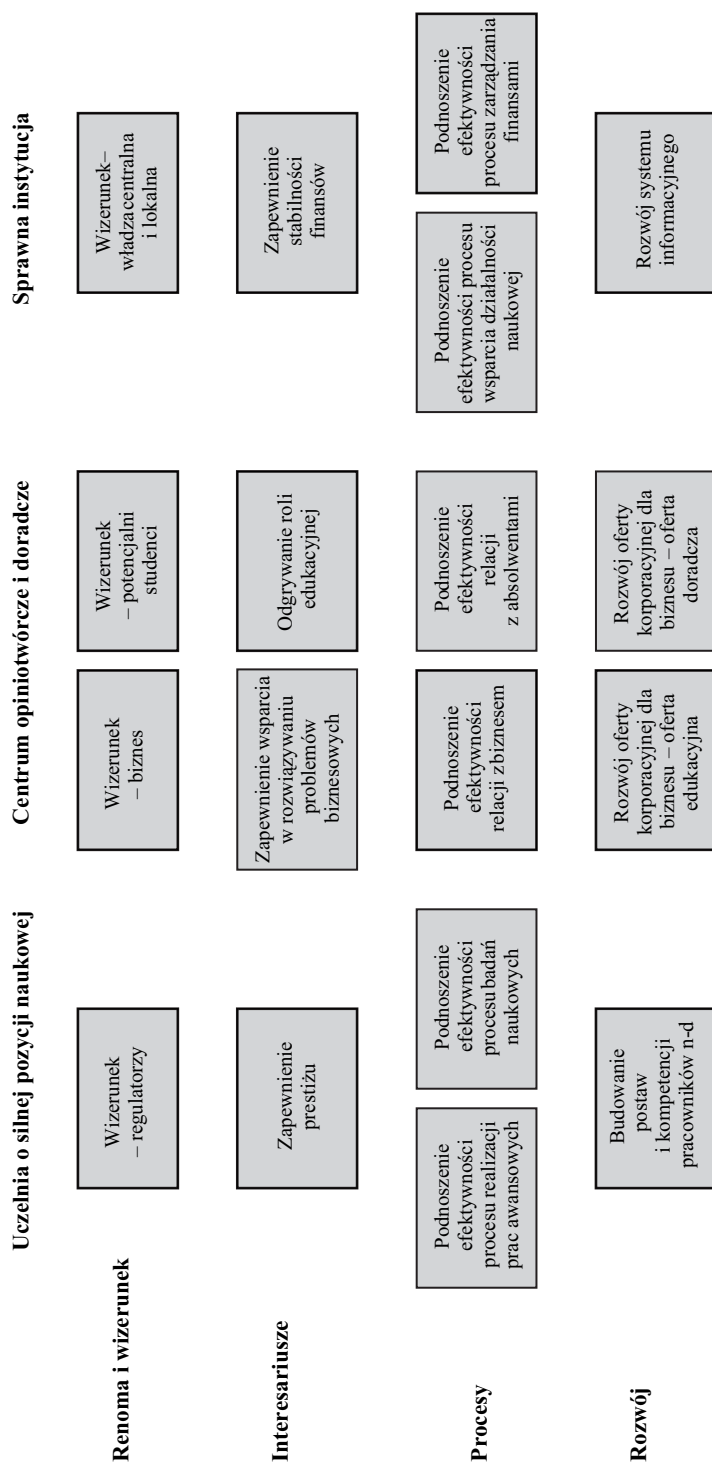 Uczelnia o silnej pozycji naukowej
Centrum opiniotwórcze i doradcze
Sprawna instytucja
Renoma i wizerunek
Wizerunek
– regulatorzy
Wizerunek
– biznes
Wizerunek
– potencjalni
studenci
Wizerunek–
władza centralna
i lokalna
Interesariusze
Zapewnienie
prestiżu
Zapewnienie wsparcia
w rozwiązywaniu
problemów
biznesowych
Odgrywanie roli
edukacyjnej
Zapewnienie
stabilności
finansów
Procesy
Podnoszenie
efektywności
procesu realizacji
prac awansowych
Podnoszenie
efektywności
procesu badań
naukowych
Podnoszenie
efektywności
relacji z biznesem
Podnoszenie
efektywności
relacji
z absolwentami
Podnoszenie
efektywności procesu
wsparcia działalności
naukowej
Podnoszenie
efektywności
procesu zarządzania
finansami
Rozwój
Budowanie
postaw
i kompetencji
pracowników n-d
Rozwój oferty
korporacyjnej dla
biznesu – oferta
edukacyjna
Rozwój oferty
korporacyjnej dla
biznesu – oferta
doradcza
Rozwój systemu
informacyjnego